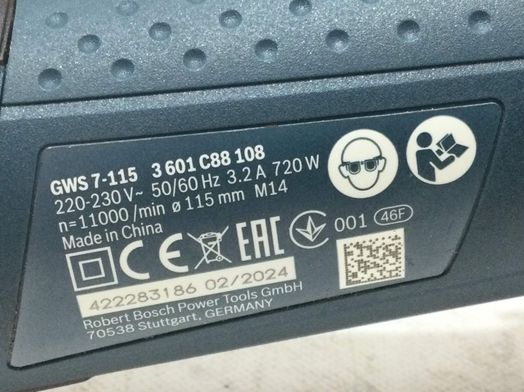 GWS 7-115 3 601 C88 108
220-230 V~ 50/60 Hz 3.2 A 720 W
n=11000 /min ø 115 mm M14
Made in China
CE EAC 001 46F
422283186 02/2024
Robert Bosch Power Tools GmbH
70538 Stuttgart, GERMANY